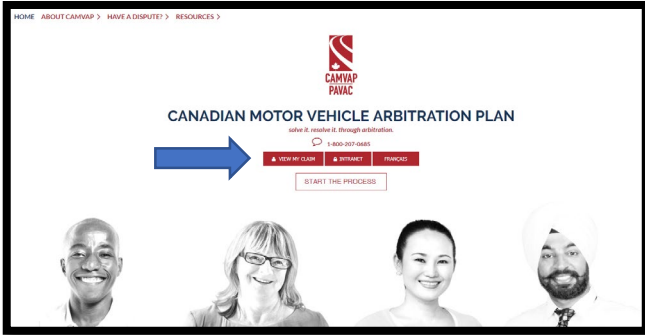 HOME ABOUT CAMVAP > HAVE A DISPUTE? > RESOURCES >
CAMVAP
PAVAC
CANADIAN MOTOR VEHICLE ARBITRATION PLAN
solve it. resolve it. through arbitration.
1-800-207-0685
VIEW MY CLAIM INTRANET FRANÇAIS
START THE PROCESS